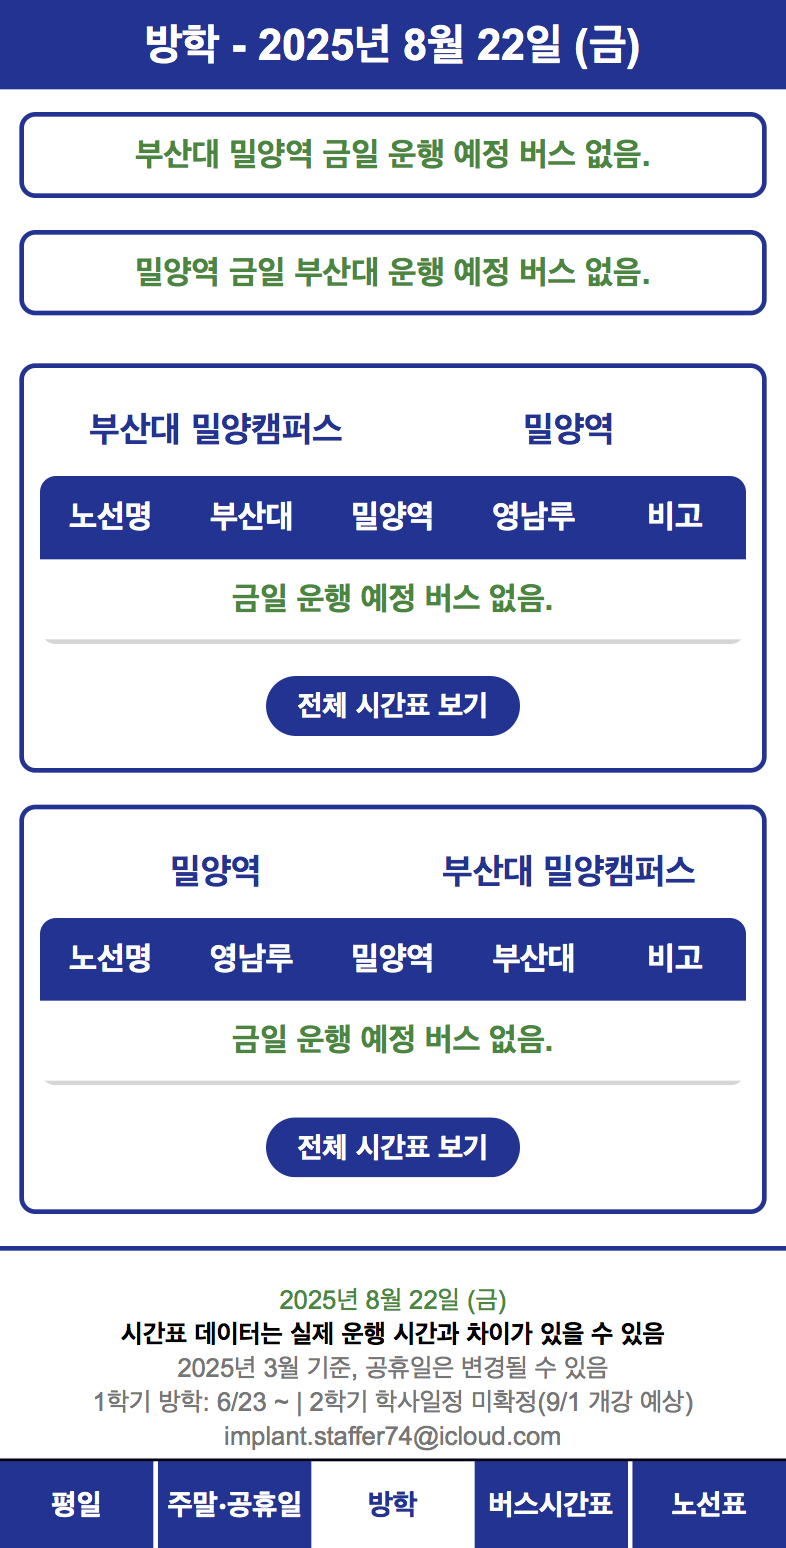 방학 - 2025년 8월 22일 (금)
부산대 밀양역 금일 운행 예정 버스 없음.
밀양역 금일 부산대 운행 예정 버스 없음.
부산대 밀양캠퍼스 밀양역
노선명 부산대 밀양역 영남루 비고
금일 운행 예정 버스 없음.
전체 시간표 보기
밀양역 부산대 밀양캠퍼스
노선명 영남루 밀양역 부산대 비고
금일 운행 예정 버스 없음.
전체 시간표 보기
2025년 8월 22일 (금)
시간표 데이터는 실제 운행 시간과 차이가 있을 수 있음
2025년 3월 기준, 공휴일은 변경될 수 있음
1학기 방학: 6/23 ~ | 2학기 학사일정 미확정(9/1 개강 예상)
implant.staffer74@icloud.com
평일 주말·공휴일 방학 버스시간표 노선표